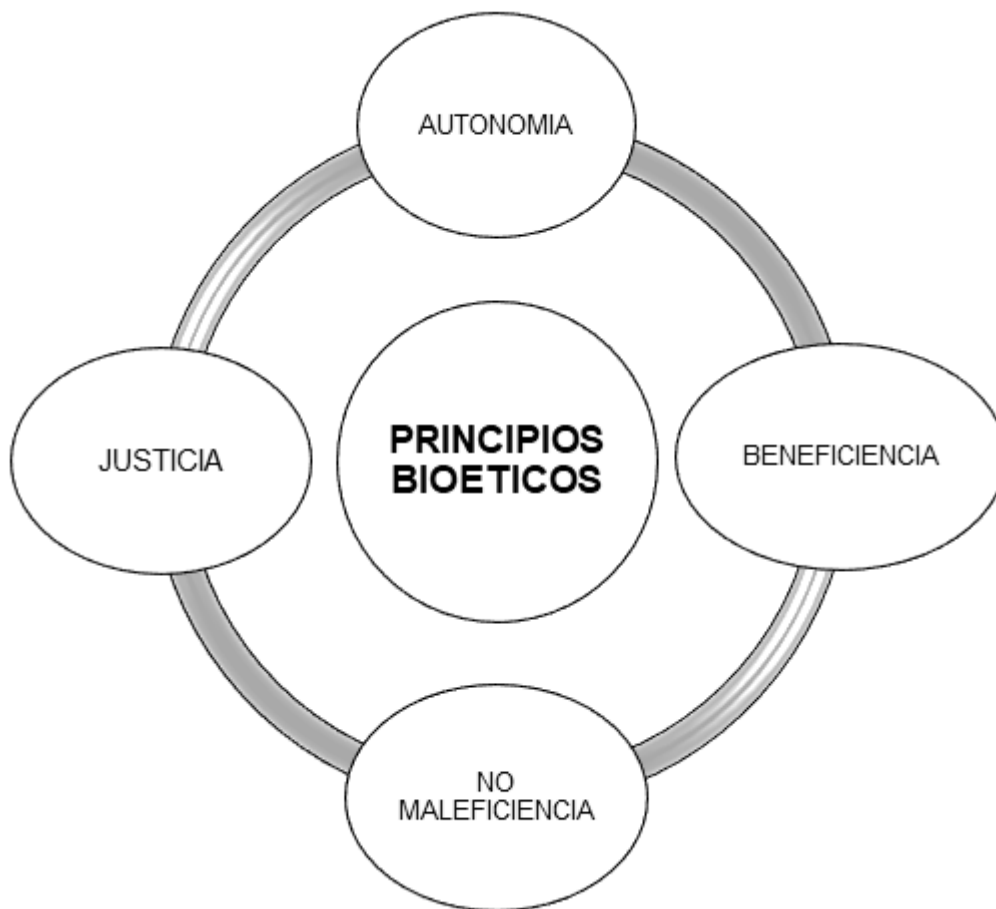 AUTONOMIA
JUSTICIA
PRINCIPIOS
BIOETICOS
BENEFICIENCIA
NO
MALEFICIENCIA